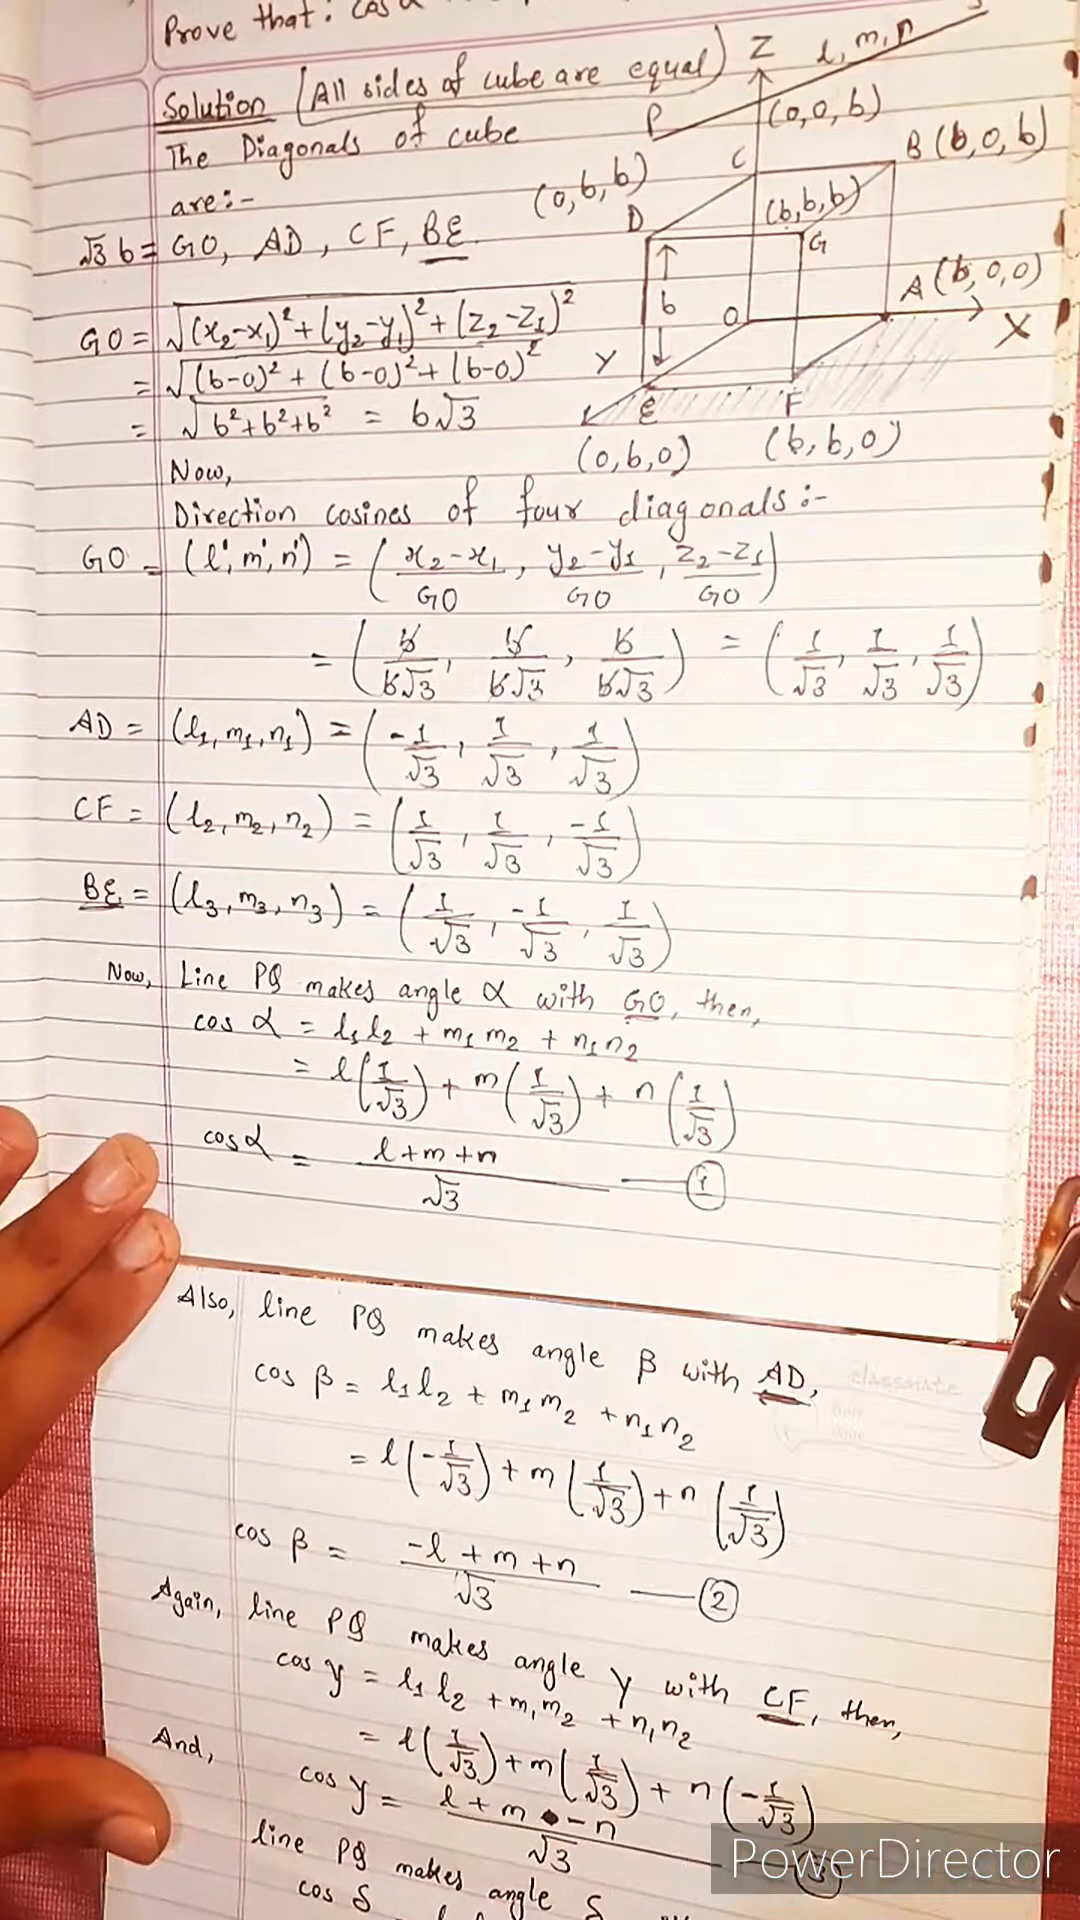 Prove that: cos α
Solution (All sides of cube are equal)
The Diagonals of cube
are:-
√3 b = GO, AD, CF, BE
Z
l, m, n
P
(0,0,b)
C
B (b,0,b)
(0,b,b)
D
(b,b,b)
G
A (b,0,0)
b
O
X
Y
E
F
(0,b,0)
(b,b,0)
GO = √(x₂-x₁)²+(y₂-y₁)²+(z₂-z₁)²
= √(b-0)² + (b-0)² + (b-0)²
= √b²+b²+b² = b√3
Now,
Direction cosines of four diagonals:-
GO = (l', m', n') = ((x₂-x₁)/GO, (y₂-y₁)/GO, (z₂-z₁)/GO)
= (b/b√3, b/b√3, b/b√3) = (1/√3, 1/√3, 1/√3)
AD = (l₁, m₁, n₁) = (-1/√3, 1/√3, 1/√3)
CF = (l₂, m₂, n₂) = (1/√3, 1/√3, -1/√3)
BE = (l₃, m₃, n₃) = (1/√3, -1/√3, 1/√3)
Now, Line PQ makes angle α with GO, then,
cos α = l₁l₂ + m₁m₂ + n₁n₂
= l(1/√3) + m(1/√3) + n(1/√3)
cos α = (l+m+n)/√3 — ①
Also, line PQ makes angle β with AD,
classmate
cos β = l₁l₂ + m₁m₂ + n₁n₂
= l(-1/√3) + m(1/√3) + n(1/√3)
cos β = (-l+m+n)/√3 — ②
Again, line PQ makes angle γ with CF, then,
cos γ = l₁l₂ + m₁m₂ + n₁n₂
= l(1/√3) + m(1/√3) + n(-1/√3)
And, cos γ = (l+m-n)/√3 — ③
line PQ makes angle δ
cos δ
PowerDirector